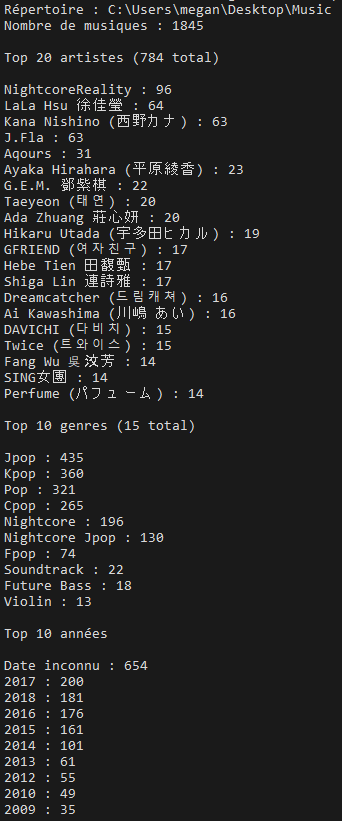 Répertoire : C:\Users\megan\Desktop\Music
Nombre de musiques : 1845
Top 20 artistes (784 total)
NightcoreReality : 96
LaLa Hsu 徐佳瑩 : 64
Kana Nishino (西野カナ) : 63
J.Fla : 63
Aqours : 31
Ayaka Hirahara (平原綾香) : 23
G.E.M. 鄧紫棋 : 22
Taeyeon (태연) : 20
Ada Zhuang 莊心妍 : 20
Hikaru Utada (宇多田ヒカル) : 19
GFRIEND (여자친구) : 17
Hebe Tien 田馥甄 : 17
Shiga Lin 連詩雅 : 17
Dreamcatcher (드림캐쳐) : 16
Ai Kawashima (川嶋 あい) : 16
DAVICHI (다비치) : 15
Twice (트와이스) : 15
Fang Wu 吳汶芳 : 14
SING女團 : 14
Perfume (パフューム) : 14
Top 10 genres (15 total)
Jpop : 435
Kpop : 360
Pop : 321
Cpop : 265
Nightcore : 196
Nightcore Jpop : 130
Fpop : 74
Soundtrack : 22
Future Bass : 18
Violin : 13
Top 10 années
Date inconnu : 654
2017 : 200
2018 : 181
2016 : 176
2015 : 161
2014 : 101
2013 : 61
2012 : 55
2010 : 49
2009 : 35